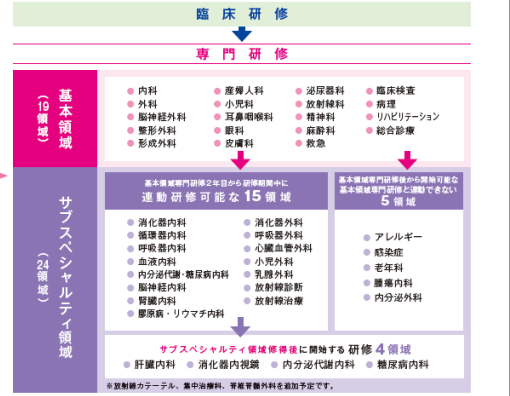 臨床研修
専門研修
基本領域
（19領域）
内科
外科
脳神経外科
整形外科
形成外科
産婦人科
小児科
耳鼻咽喉科
眼科
皮膚科
泌尿器科
放射線科
精神科
麻酔科
救急
臨床検査
病理
リハビリテーション
総合診療
サブスペシャルティ領域
（24領域）
基本領域専門研修2年目から研修期間中に
連動研修可能な15領域
消化器内科
循環器内科
呼吸器内科
血液内科
内分泌代謝・糖尿病内科
脳神経内科
腎臓内科
膠原病・リウマチ内科
消化器外科
呼吸器外科
心臓血管外科
小児外科
乳腺外科
放射線診断
放射線治療
基本領域専門研修後から開始可能な
基本領域専門研修と連動できない
5領域
アレルギー
感染症
老年科
腫瘍内科
内分泌外科
サブスペシャルティ領域修得後に開始する 研修 4領域
肝臓内科 消化器内視鏡 内分泌代謝内科 糖尿病内科
※放射線カテーテル、集中治療科、脊椎脊髄外科を追加予定です。